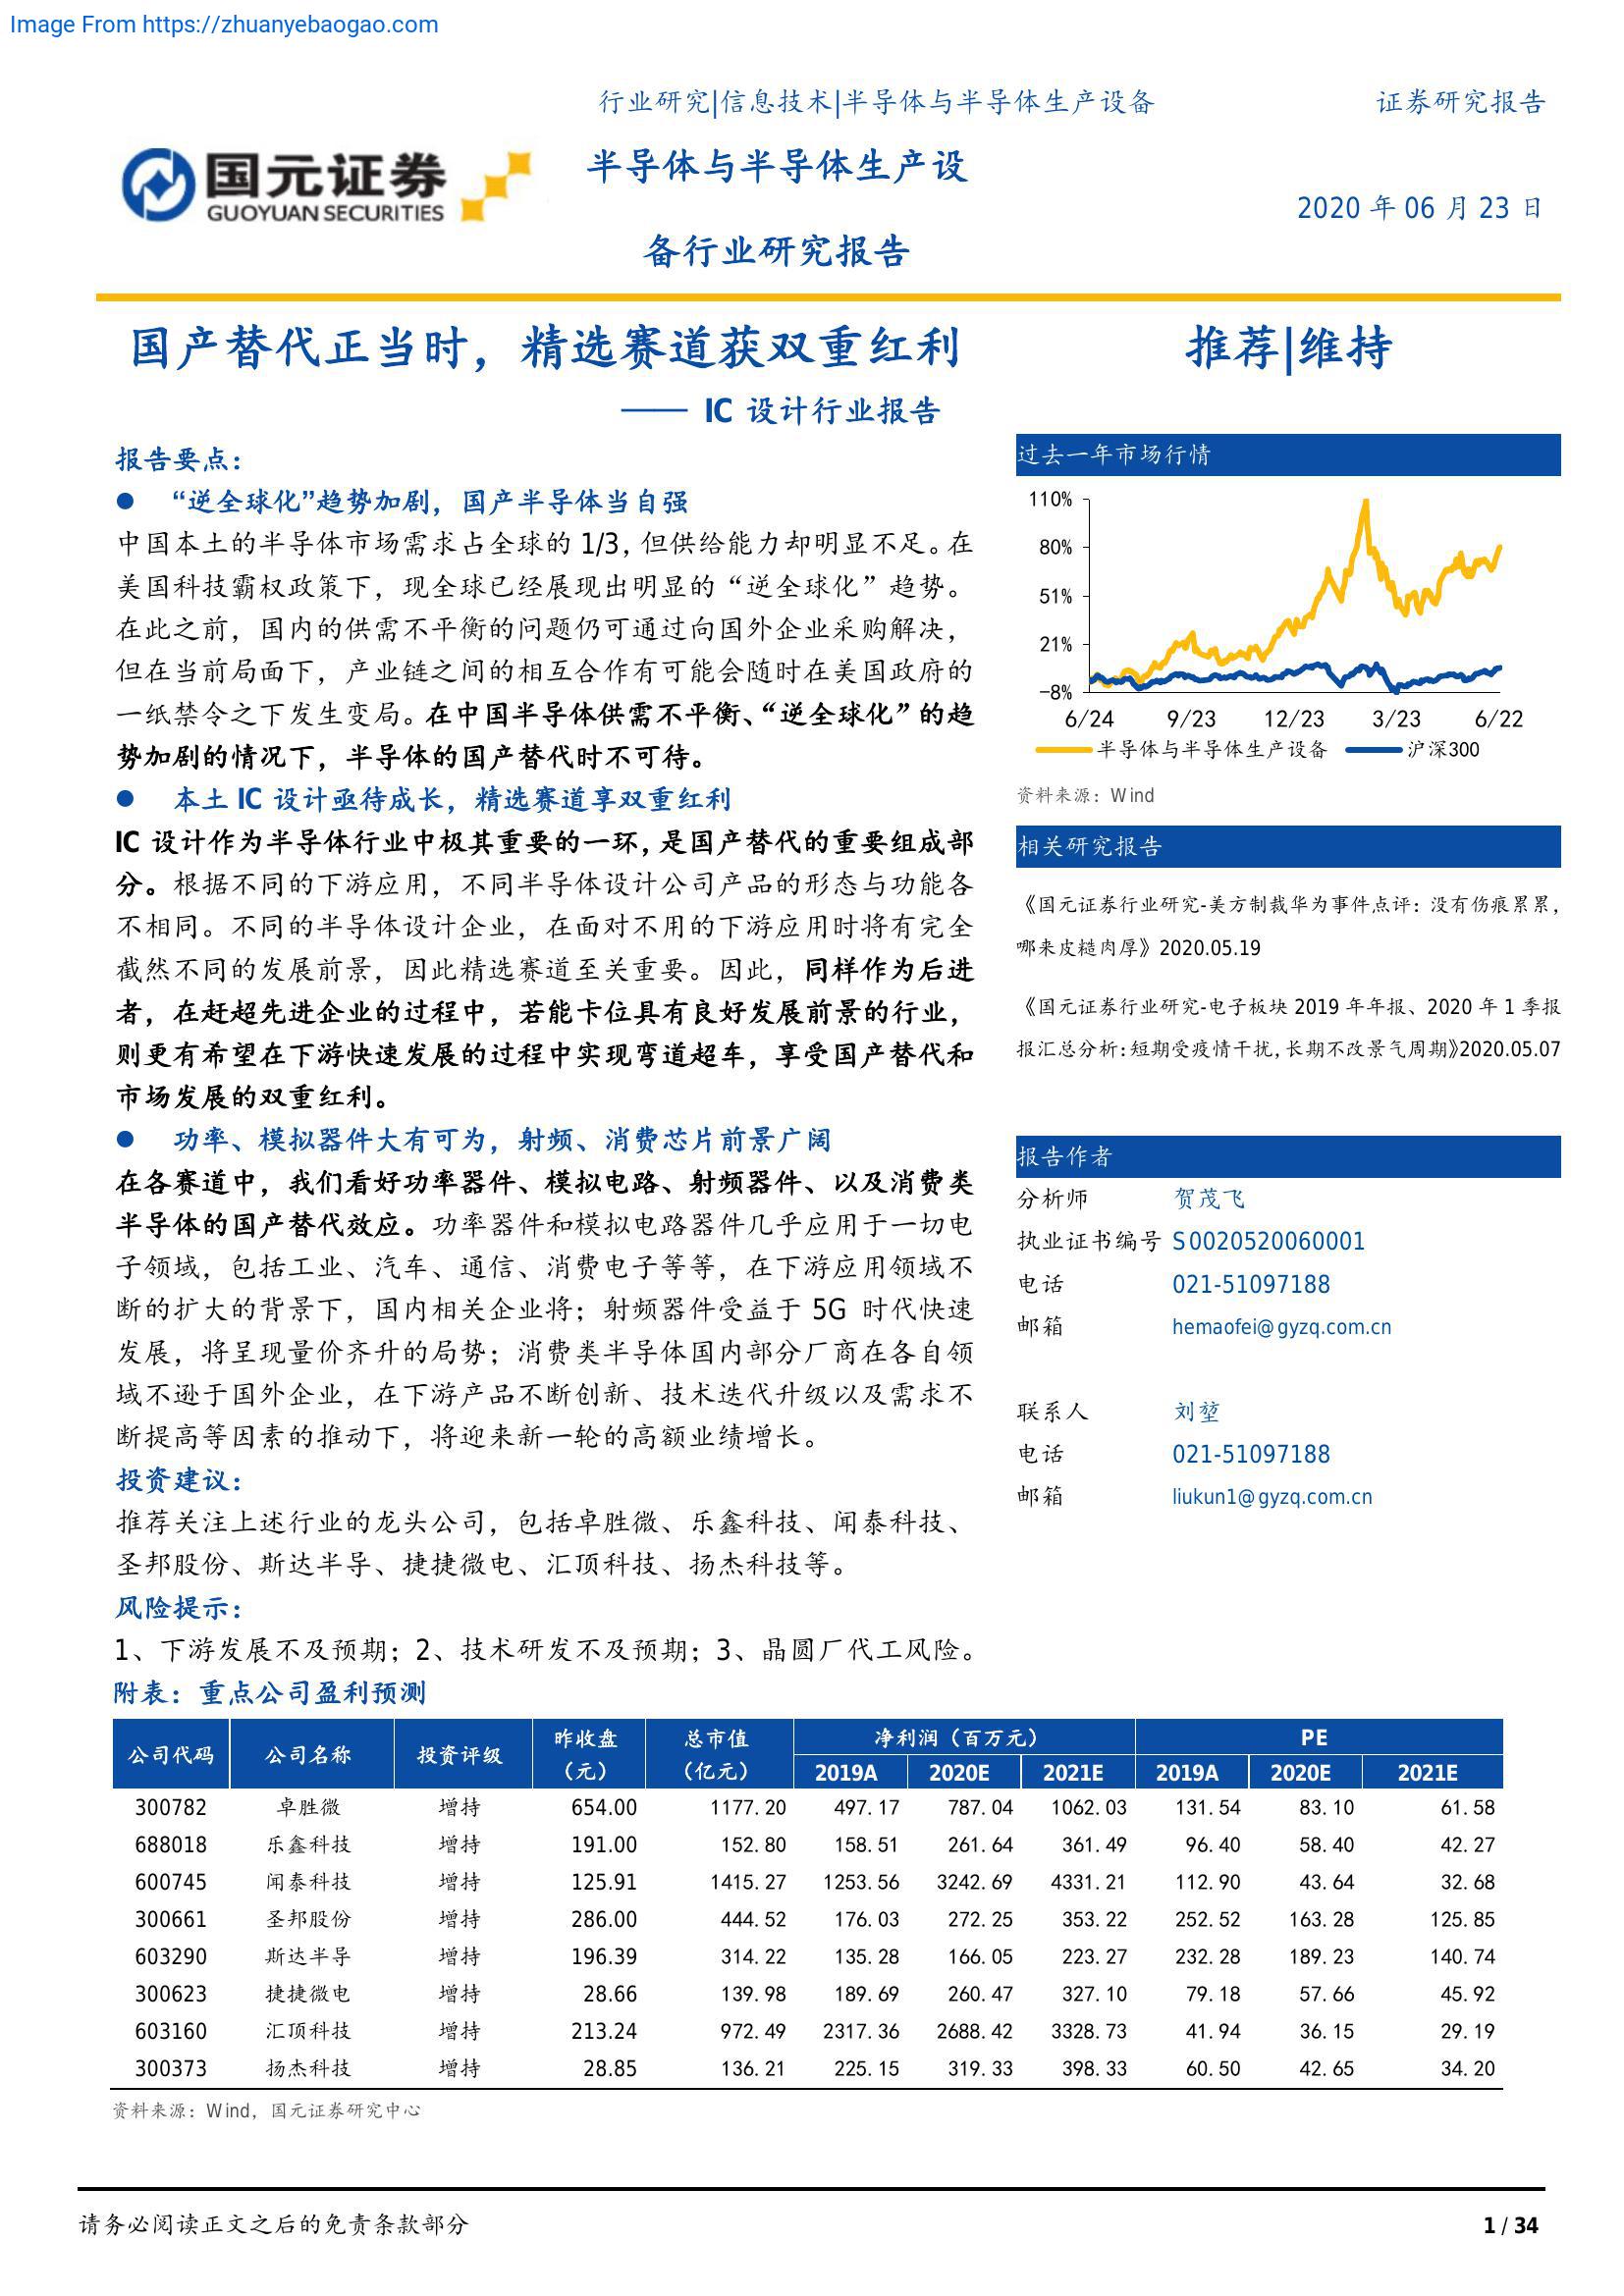 Image From https://zhuanyebaogao.com
行业研究|信息技术|半导体与半导体生产设备
证券研究报告
国元证券
GUOYUAN SECURITIES
半导体与半导体生产设
备行业研究报告
2020 年 06 月 23 日
国产替代正当时，精选赛道获双重红利
推荐|维持
—— IC 设计行业报告
报告要点：
● “逆全球化”趋势加剧，国产半导体当自强
中国本土的半导体市场需求占全球的 1/3，但供给能力却明显不足。在
美国科技霸权政策下，现全球已经展现出明显的“逆全球化”趋势。
在此之前，国内的供需不平衡的问题仍可通过向国外企业采购解决，
但在当前局面下，产业链之间的相互合作有可能会随时在美国政府的
一纸禁令之下发生变局。在中国半导体供需不平衡、“逆全球化”的趋
势加剧的情况下，半导体的国产替代时不可待。
● 本土 IC 设计亟待成长，精选赛道享双重红利
IC 设计作为半导体行业中极其重要的一环，是国产替代的重要组成部
分。根据不同的下游应用，不同半导体设计公司产品的形态与功能各
不相同。不同的半导体设计企业，在面对不用的下游应用时将有完全
截然不同的发展前景，因此精选赛道至关重要。因此，同样作为后进
者，在赶超先进企业的过程中，若能卡位具有良好发展前景的行业，
则更有希望在下游快速发展的过程中实现弯道超车，享受国产替代和
市场发展的双重红利。
● 功率、模拟器件大有可为，射频、消费芯片前景广阔
在各赛道中，我们看好功率器件、模拟电路、射频器件、以及消费类
半导体的国产替代效应。功率器件和模拟电路器件几乎应用于一切电
子领域，包括工业、汽车、通信、消费电子等等，在下游应用领域不
断的扩大的背景下，国内相关企业将；射频器件受益于 5G 时代快速
发展，将呈现量价齐升的局势；消费类半导体国内部分厂商在各自领
域不逊于国外企业，在下游产品不断创新、技术迭代升级以及需求不
断提高等因素的推动下，将迎来新一轮的高额业绩增长。
投资建议：
推荐关注上述行业的龙头公司，包括卓胜微、乐鑫科技、闻泰科技、
圣邦股份、斯达半导、捷捷微电、汇顶科技、扬杰科技等。
风险提示：
1、下游发展不及预期；2、技术研发不及预期；3、晶圆厂代工风险。
过去一年市场行情
110%
80%
51%
21%
-8%
6/24 9/23 12/23 3/23 6/22
半导体与半导体生产设备 沪深300
资料来源：Wind
相关研究报告
《国元证券行业研究-美方制裁华为事件点评：没有伤痕累累，
哪来皮糙肉厚》2020.05.19
《国元证券行业研究-电子板块 2019 年年报、2020 年 1 季报
报汇总分析：短期受疫情干扰，长期不改景气周期》2020.05.07
报告作者
分析师 贺茂飞
执业证书编号 S0020520060001
电话 021-51097188
邮箱 hemaofei@gyzq.com.cn
联系人 刘堃
电话 021-51097188
邮箱 liukun1@gyzq.com.cn
附表：重点公司盈利预测
公司代码 公司名称 投资评级 昨收盘（元） 总市值（亿元） 净利润（百万元） PE
2019A 2020E 2021E 2019A 2020E 2021E
300782 卓胜微 增持 654.00 1177.20 497.17 787.04 1062.03 131.54 83.10 61.58
688018 乐鑫科技 增持 191.00 152.80 158.51 261.64 361.49 96.40 58.40 42.27
600745 闻泰科技 增持 125.91 1415.27 1253.56 3242.69 4331.21 112.90 43.64 32.68
300661 圣邦股份 增持 286.00 444.52 176.03 272.25 353.22 252.52 163.28 125.85
603290 斯达半导 增持 196.39 314.22 135.28 166.05 223.27 232.28 189.23 140.74
300623 捷捷微电 增持 28.66 139.98 189.69 260.47 327.10 79.18 57.66 45.92
603160 汇顶科技 增持 213.24 972.49 2317.36 2688.42 3328.73 41.94 36.15 29.19
300373 扬杰科技 增持 28.85 136.21 225.15 319.33 398.33 60.50 42.65 34.20
资料来源：Wind，国元证券研究中心
请务必阅读正文之后的免责条款部分
1 / 34